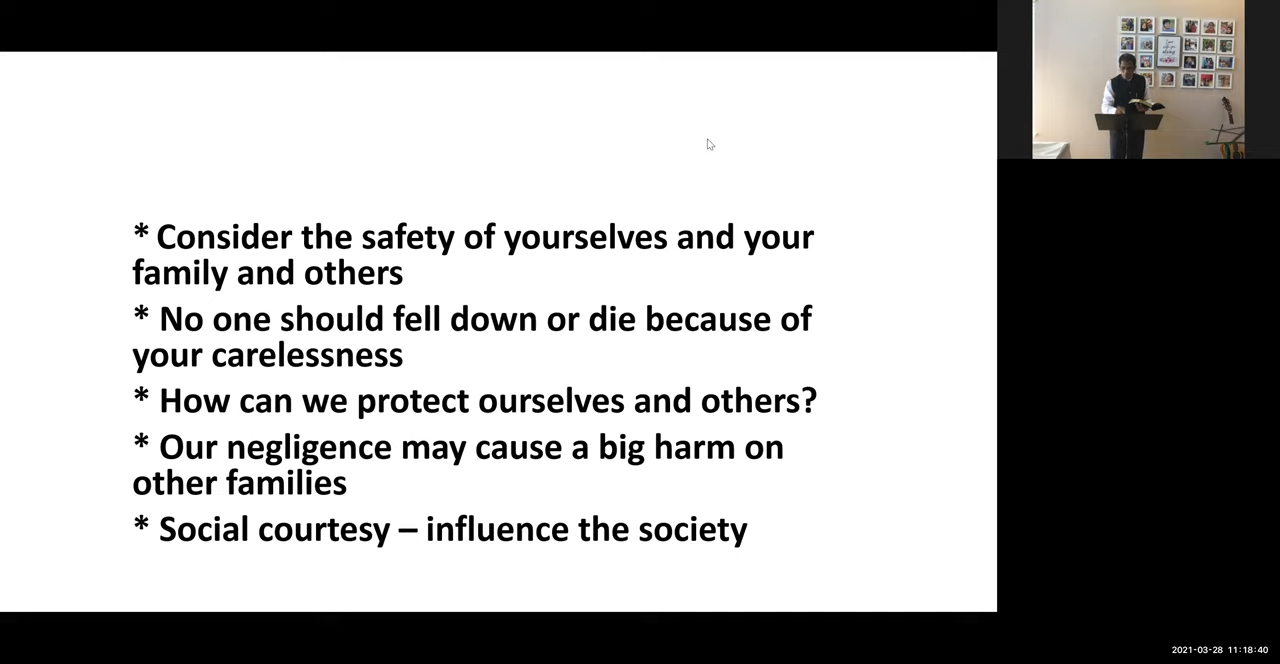 * Consider the safety of yourselves and your
family and others
* No one should fell down or die because of
your carelessness
* How can we protect ourselves and others?
* Our negligence may cause a big harm on
other families
* Social courtesy – influence the society
2021-03-28 11:18:40